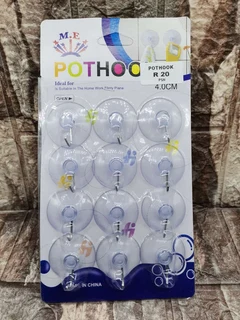 M.E
POTHOO
POTHOOK
R 20
4.0CM
Ideal for
MADE IN CHINA